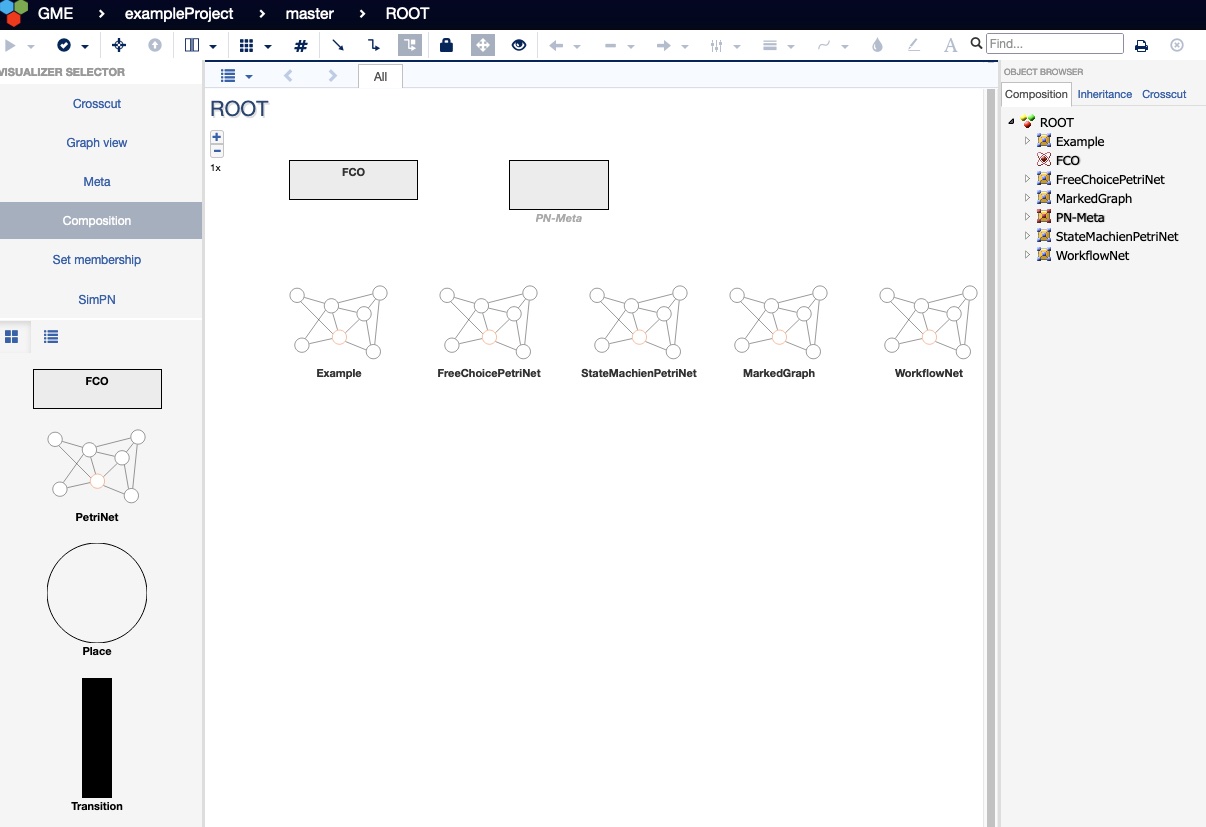 GME > exampleProject > master > ROOT
Find...
VISUALIZER SELECTOR
Crosscut
Graph view
Meta
Composition
Set membership
SimPN
FCO
PetriNet
Place
Transition
All
ROOT
1x
FCO
PN-Meta
Example FreeChoicePetriNet StateMachienPetriNet MarkedGraph WorkflowNet
OBJECT BROWSER
Composition Inheritance Crosscut
ROOT
Example
FCO
FreeChoicePetriNet
MarkedGraph
PN-Meta
StateMachienPetriNet
WorkflowNet